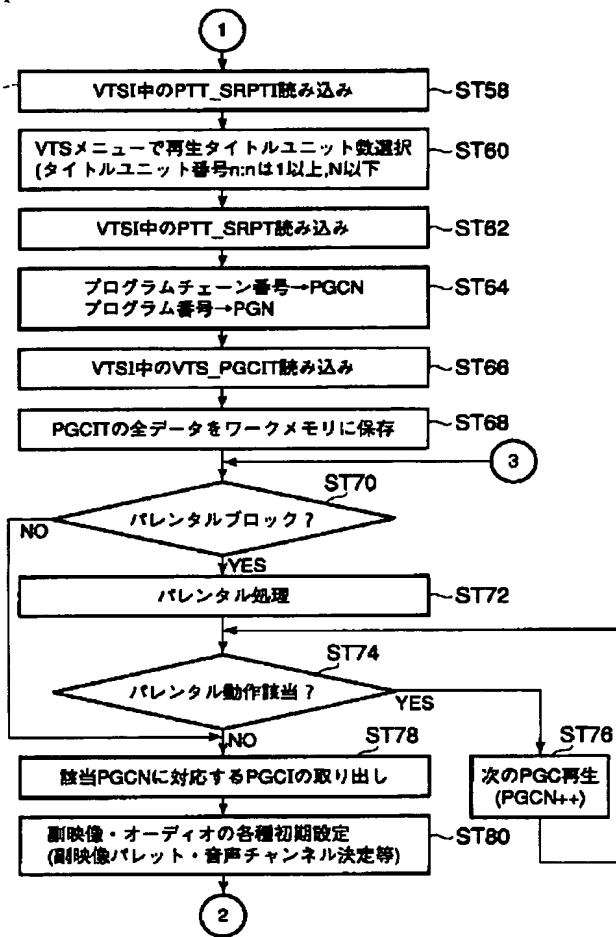 1
VTSI中のPTT_SRPTI読み込み
ST58
VTSメニューで再生タイトルユニット数選択
(タイトルユニット番号n:nは1以上,N以下
ST60
VTSI中のPTT_SRPT読み込み
ST62
プログラムチェーン番号→PGCN
プログラム番号→PGN
ST64
VTSI中のVTS_PGCIT読み込み
ST66
PGCITの全データをワークメモリに保存
ST68
3
ST70
パレンタルブロック？
NO
YES
パレンタル処理
ST72
ST74
パレンタル動作該当？
YES
NO
ST78
ST76
該当PGCNに対応するPGCIの取り出し
次のPGC再生
(PGCN++)
副映像・オーディオの各種初期設定
(副映像パレット・音声チャンネル決定等)
ST80
2